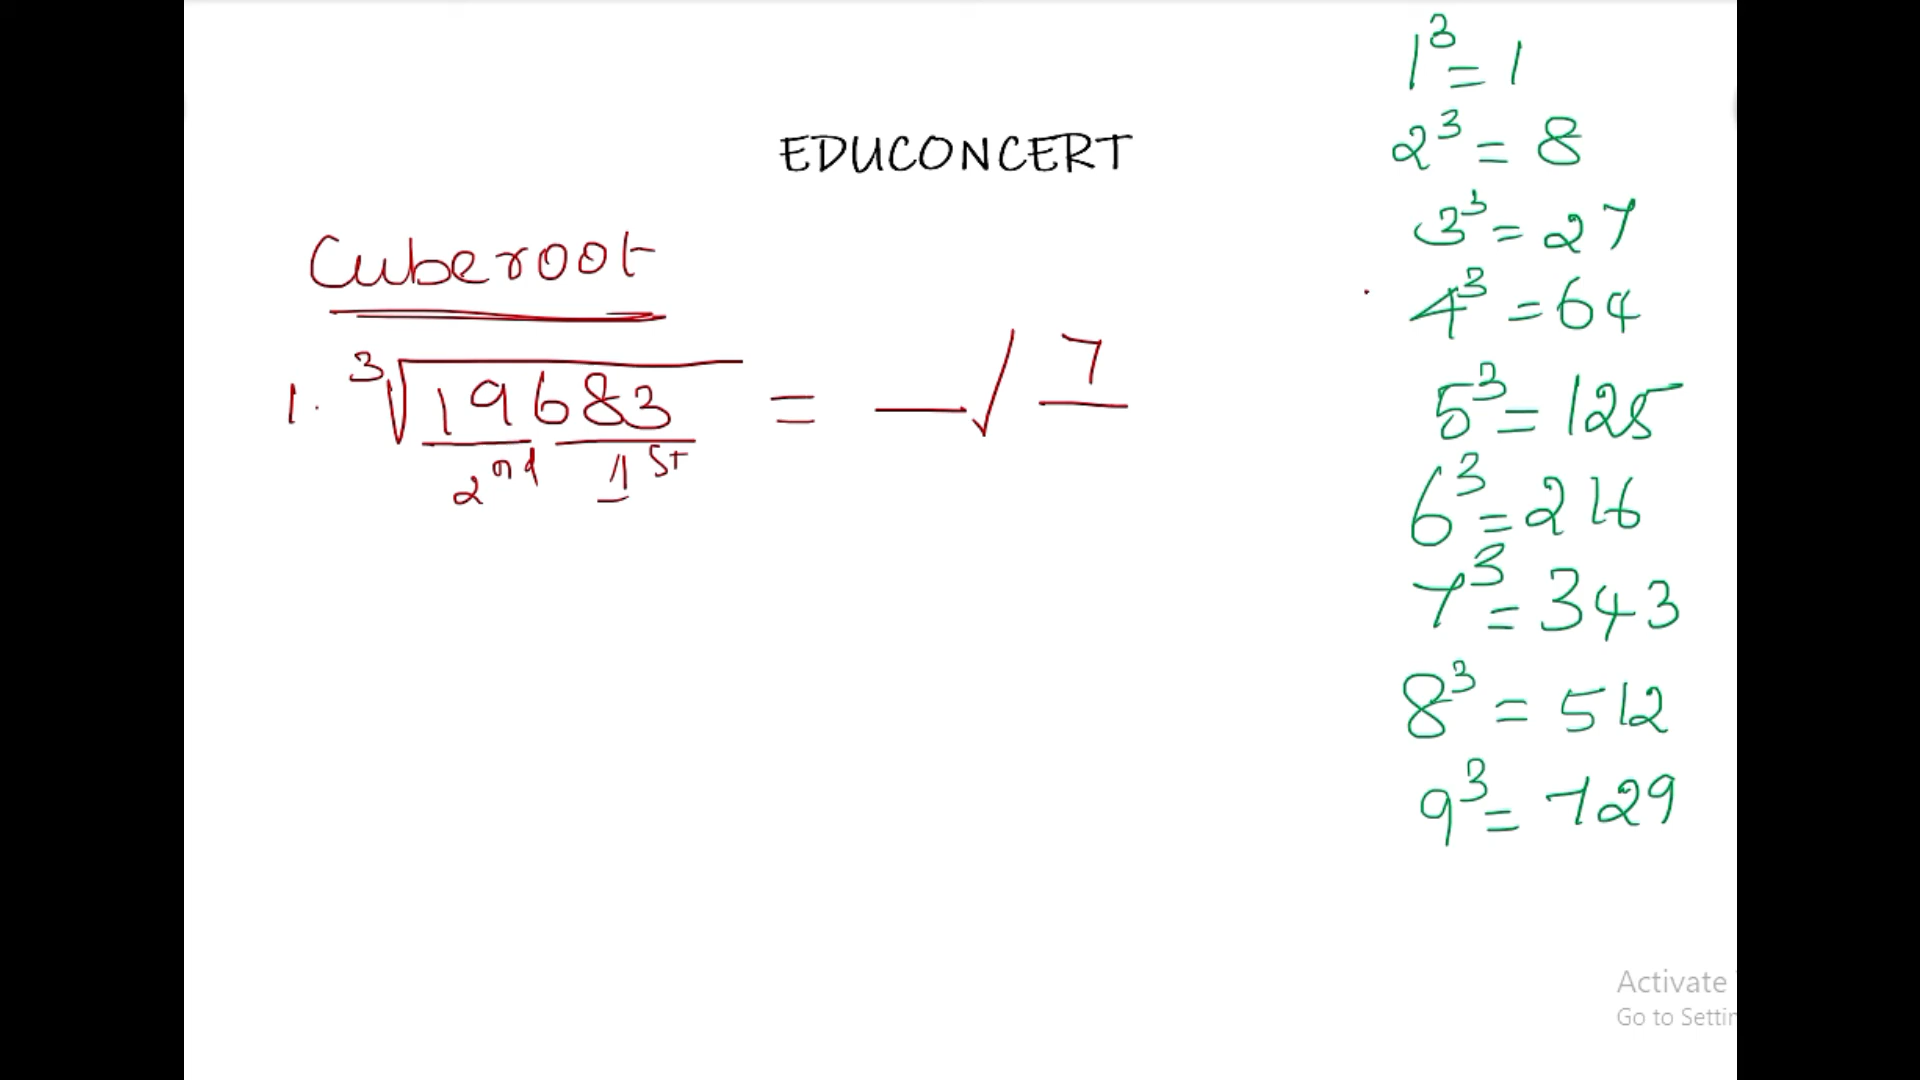 EDUCONCERT
Cuberoot
1. ³√19683 = _ / 7
2nd 1st
1³ = 1
2³ = 8
3³ = 27
4³ = 64
5³ = 125
6³ = 216
7³ = 343
8³ = 512
9³ = 729
Activate
Go to Settin